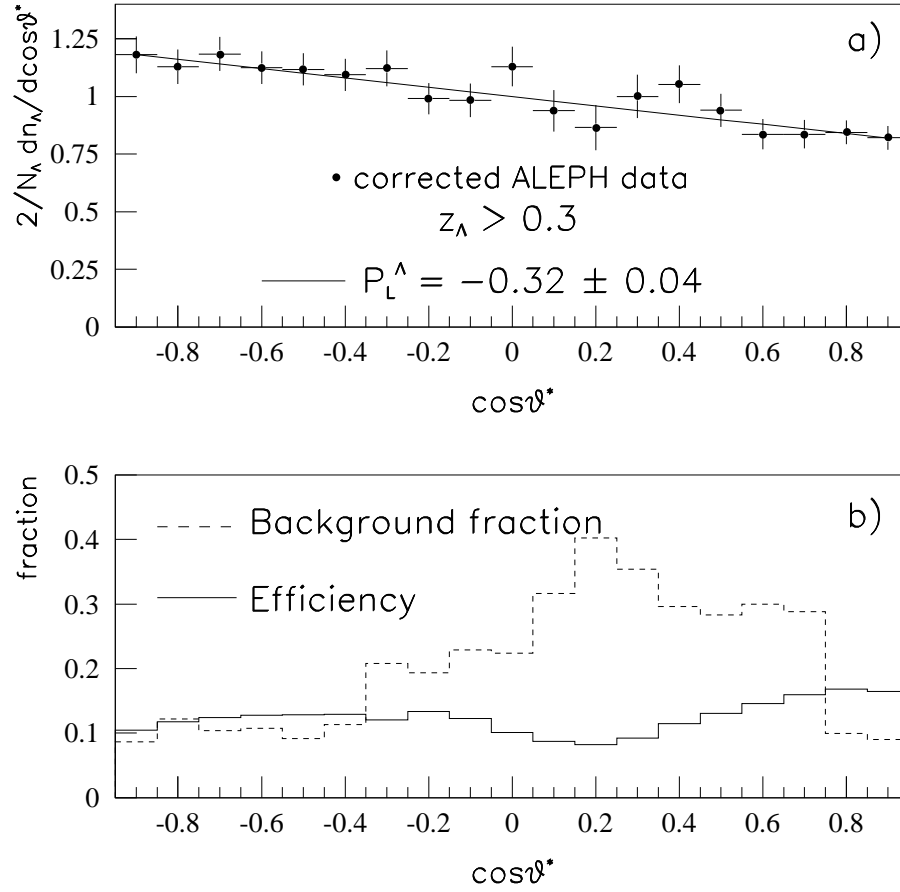 2/N_Λ dn_Λ/dcosϑ*
1.25
1
0.75
0.5
0.25
0
a)
• corrected ALEPH data
z_Λ > 0.3
P_L^Λ = −0.32 ± 0.04
-0.8 -0.6 -0.4 -0.2 0 0.2 0.4 0.6 0.8
cosϑ*
fraction
0.5
0.4
0.3
0.2
0.1
0
b)
Background fraction
Efficiency
-0.8 -0.6 -0.4 -0.2 0 0.2 0.4 0.6 0.8
cosϑ*